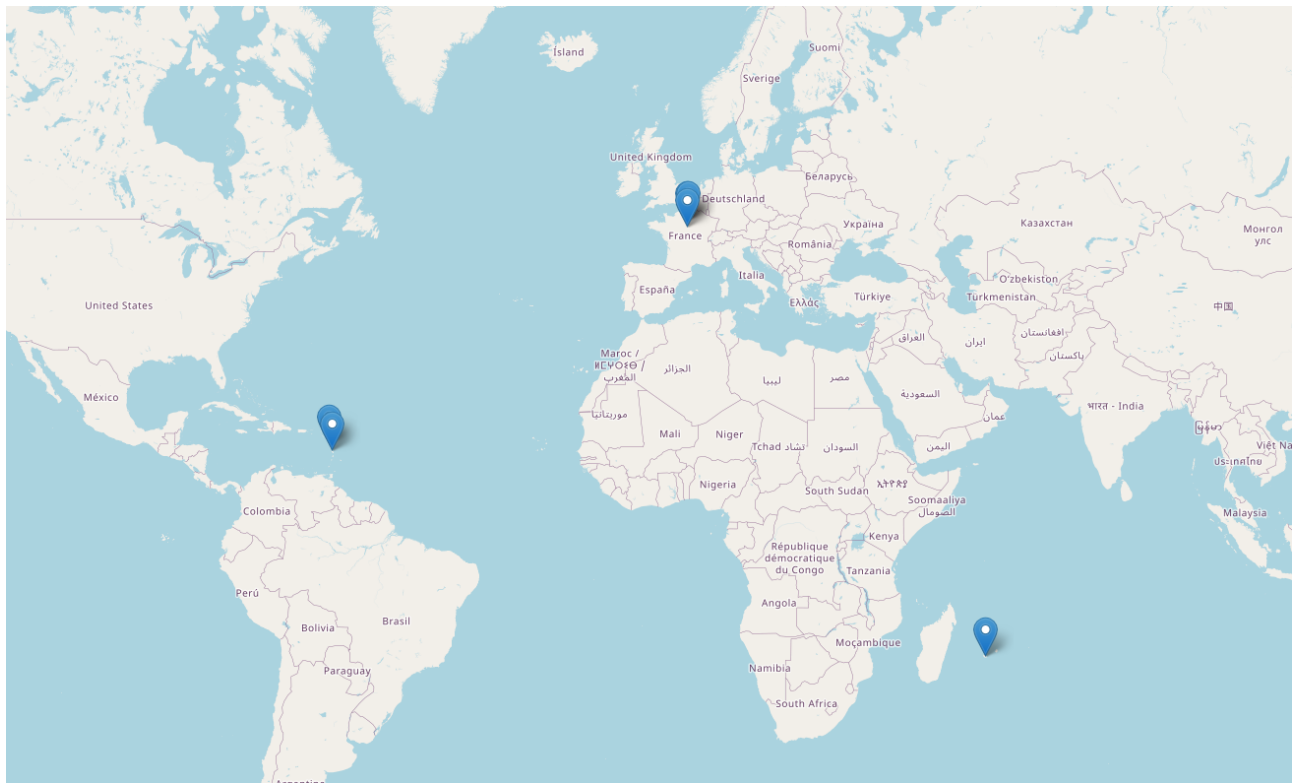 Ísland
Suomi
Sverige
United Kingdom
Беларусь
Deutschland
Україна
Казахстан
Монгол
улс
France
România
Italia
O'zbekiston
Türkmenistan
España
Ελλάς
Türkiye
United States
中国
افغانستان
العراق
ایران
پاکستان
Maroc /
ⵍⵎⵖⵔⵉⴱ /
المغرب
الجزائر
ليبيا
مصر
السعودية
México
भारत - India
موريتانيا
عمان
မြန်မာ
Mali
Niger
Tchad تشاد
السودان
اليمن
Việt Na
ประเทศไทย
Nigeria
South Sudan
ኢትዮጵያ
Soomaaliya
الصومال
Colombia
Malaysia
Kenya
République
démocratique
du Congo
Tanzania
Perú
Angola
Brasil
Bolivia
Moçambique
Paraguay
Namibia
South Africa